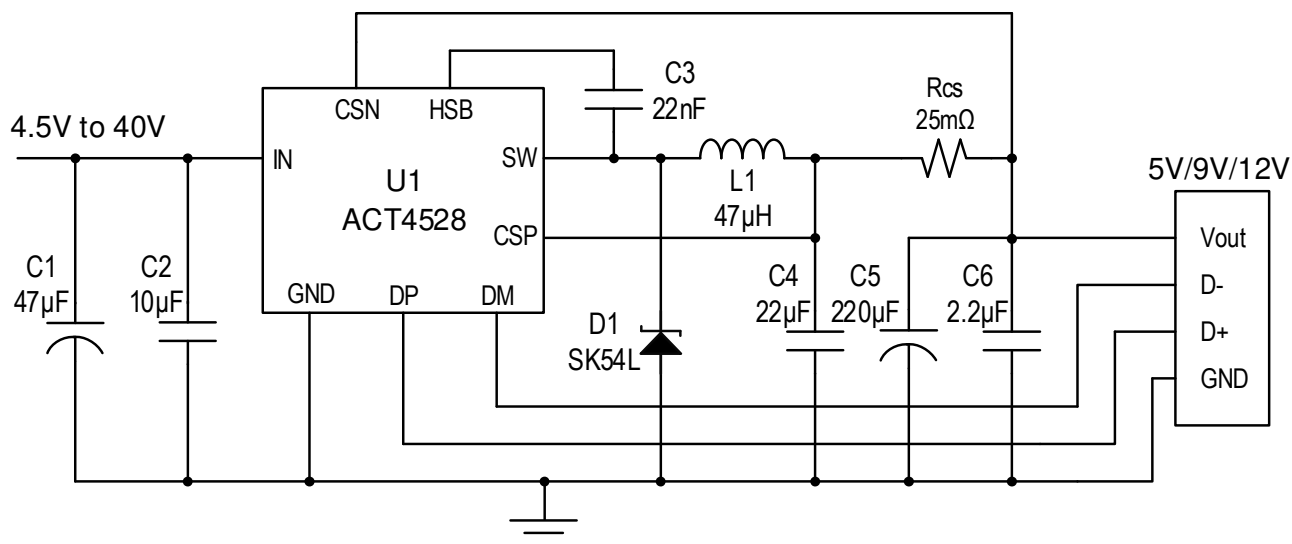 4.5V to 40V
CSN
HSB
C3
22nF
Rcs
25mΩ
IN
SW
U1
ACT4528
L1
47µH
CSP
5V/9V/12V
Vout
D-
D+
GND
C1
47µF
C2
10µF
GND
DP
DM
D1
SK54L
C4
22µF
C5
220µF
C6
2.2µF